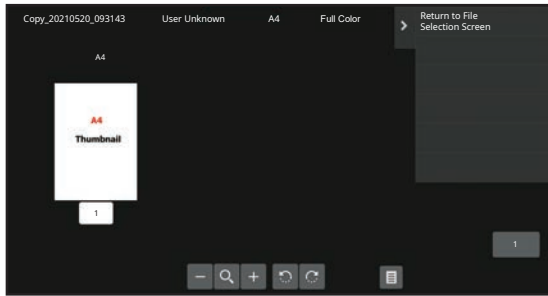 Copy_20210520_093143 User Unknown A4 Full Color
Return to File
Selection Screen
A4
A4
Thumbnail
1
1